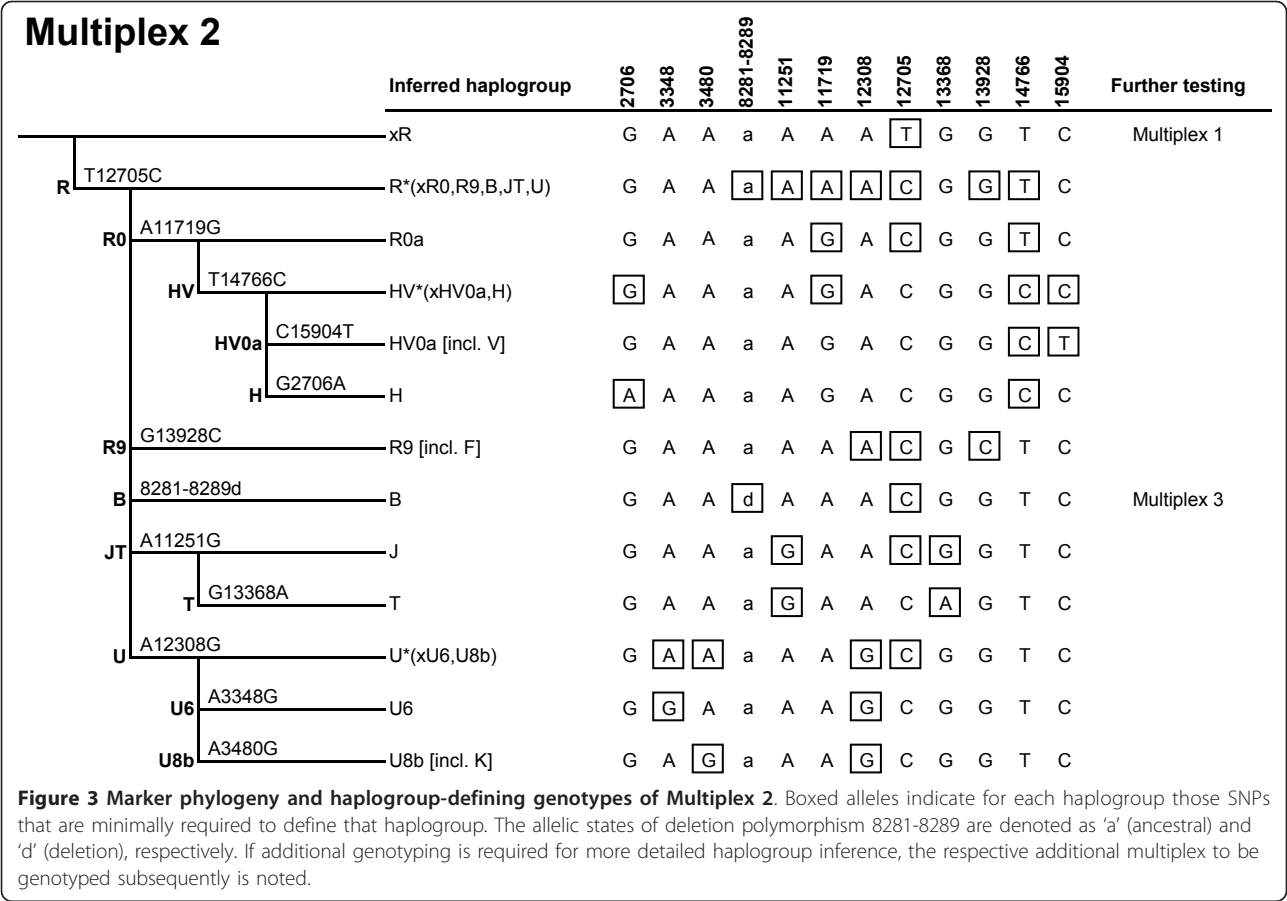 Multiplex 2
Inferred haplogroup 2706 3348 3480 8281-8289 11251 11719 12308 12705 13368 13928 14766 15904 Further testing
xR G A A a A A A T G G T C Multiplex 1
R T12705C R*(xR0,R9,B,JT,U) G A A a A A A C G G T C
R0 A11719G R0a G A A a A G A C G G T C
HV T14766C HV*(xHV0a,H) G A A a A G A C G G C C
HV0a C15904T HV0a [incl. V] G A A a A G A C G G C T
H G2706A H A A A a A G A C G G C C
R9 G13928C R9 [incl. F] G A A a A A A C G C T C
B 8281-8289d B G A A d A A A C G G T C Multiplex 3
JT A11251G J G A A a G A A C G G T C
T G13368A T G A A a G A A C A G T C
U A12308G U*(xU6,U8b) G A A a A A G C G G T C
U6 A3348G U6 G G A a A A G C G G T C
U8b A3480G U8b [incl. K] G A G a A A G C G G T C
Figure 3 Marker phylogeny and haplogroup-defining genotypes of Multiplex 2. Boxed alleles indicate for each haplogroup those SNPs
that are minimally required to define that haplogroup. The allelic states of deletion polymorphism 8281-8289 are denoted as ‘a’ (ancestral) and
‘d’ (deletion), respectively. If additional genotyping is required for more detailed haplogroup inference, the respective additional multiplex to be
genotyped subsequently is noted.